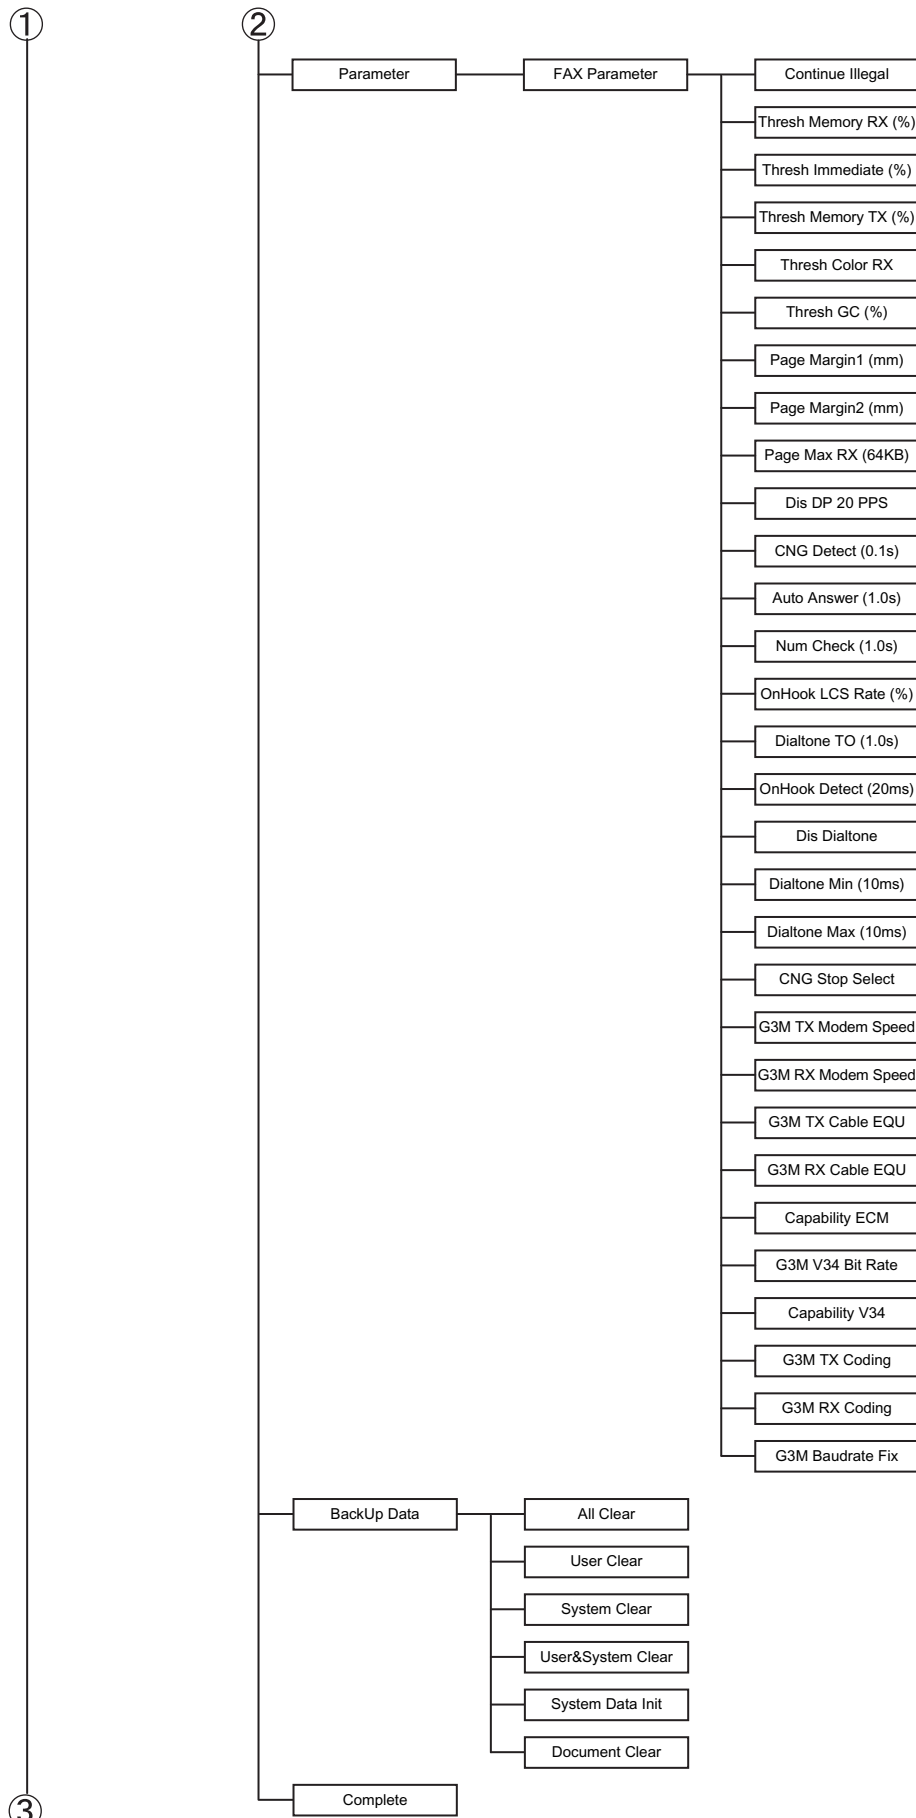 1
2
Parameter
FAX Parameter
Continue Illegal
Thresh Memory RX (%)
Thresh Immediate (%)
Thresh Memory TX (%)
Thresh Color RX
Thresh GC (%)
Page Margin1 (mm)
Page Margin2 (mm)
Page Max RX (64KB)
Dis DP 20 PPS
CNG Detect (0.1s)
Auto Answer (1.0s)
Num Check (1.0s)
OnHook LCS Rate (%)
Dialtone TO (1.0s)
OnHook Detect (20ms)
Dis Dialtone
Dialtone Min (10ms)
Dialtone Max (10ms)
CNG Stop Select
G3M TX Modem Speed
G3M RX Modem Speed
G3M TX Cable EQU
G3M RX Cable EQU
Capability ECM
G3M V34 Bit Rate
Capability V34
G3M TX Coding
G3M RX Coding
G3M Baudrate Fix
BackUp Data
All Clear
User Clear
System Clear
User&System Clear
System Data Init
Document Clear
Complete
3